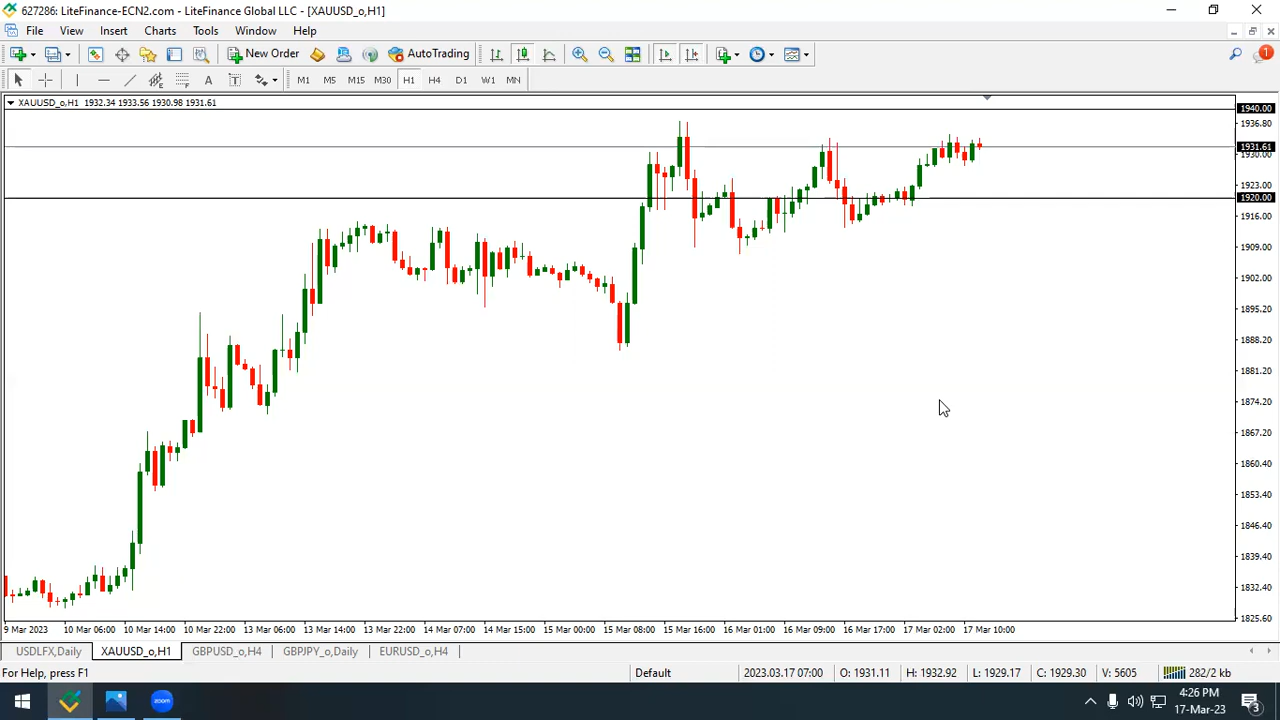 627286: LiteFinance-ECN2.com - LiteFinance Global LLC - [XAUUSD_o,H1]
File View Insert Charts Tools Options Window Help
New Order AutoTrading 1
A T M1 M5 M15 M30 H1 H4 D1 W1 MN
XAUUSD_o,H1 1932.34 1933.56 1930.98 1931.61
1940.00
1936.80
1931.61
1930.00
1923.00
1920.00
1916.00
1909.00
1902.00
1895.20
1888.20
1881.20
1874.20
1867.20
1860.40
1853.40
1846.40
1839.40
1832.40
1825.60
9 Mar 2023 10 Mar 06:00 10 Mar 14:00 10 Mar 22:00 13 Mar 06:00 13 Mar 14:00 13 Mar 22:00 14 Mar 07:00 14 Mar 15:00 15 Mar 00:00 15 Mar 08:00 15 Mar 16:00 16 Mar 01:00 16 Mar 09:00 16 Mar 17:00 17 Mar 02:00 17 Mar 10:00
USDLFX,Daily XAUUSD_o,H1 GBPUSD_o,H4 GBPJPY_o,Daily EURUSD_o,H4
For Help, press F1 Default 2023.03.17 07:00 O: 1931.11 H: 1932.92 L: 1929.17 C: 1929.30 V: 5605 282/2 kb
zoom 4:26 PM
17-Mar-23 3